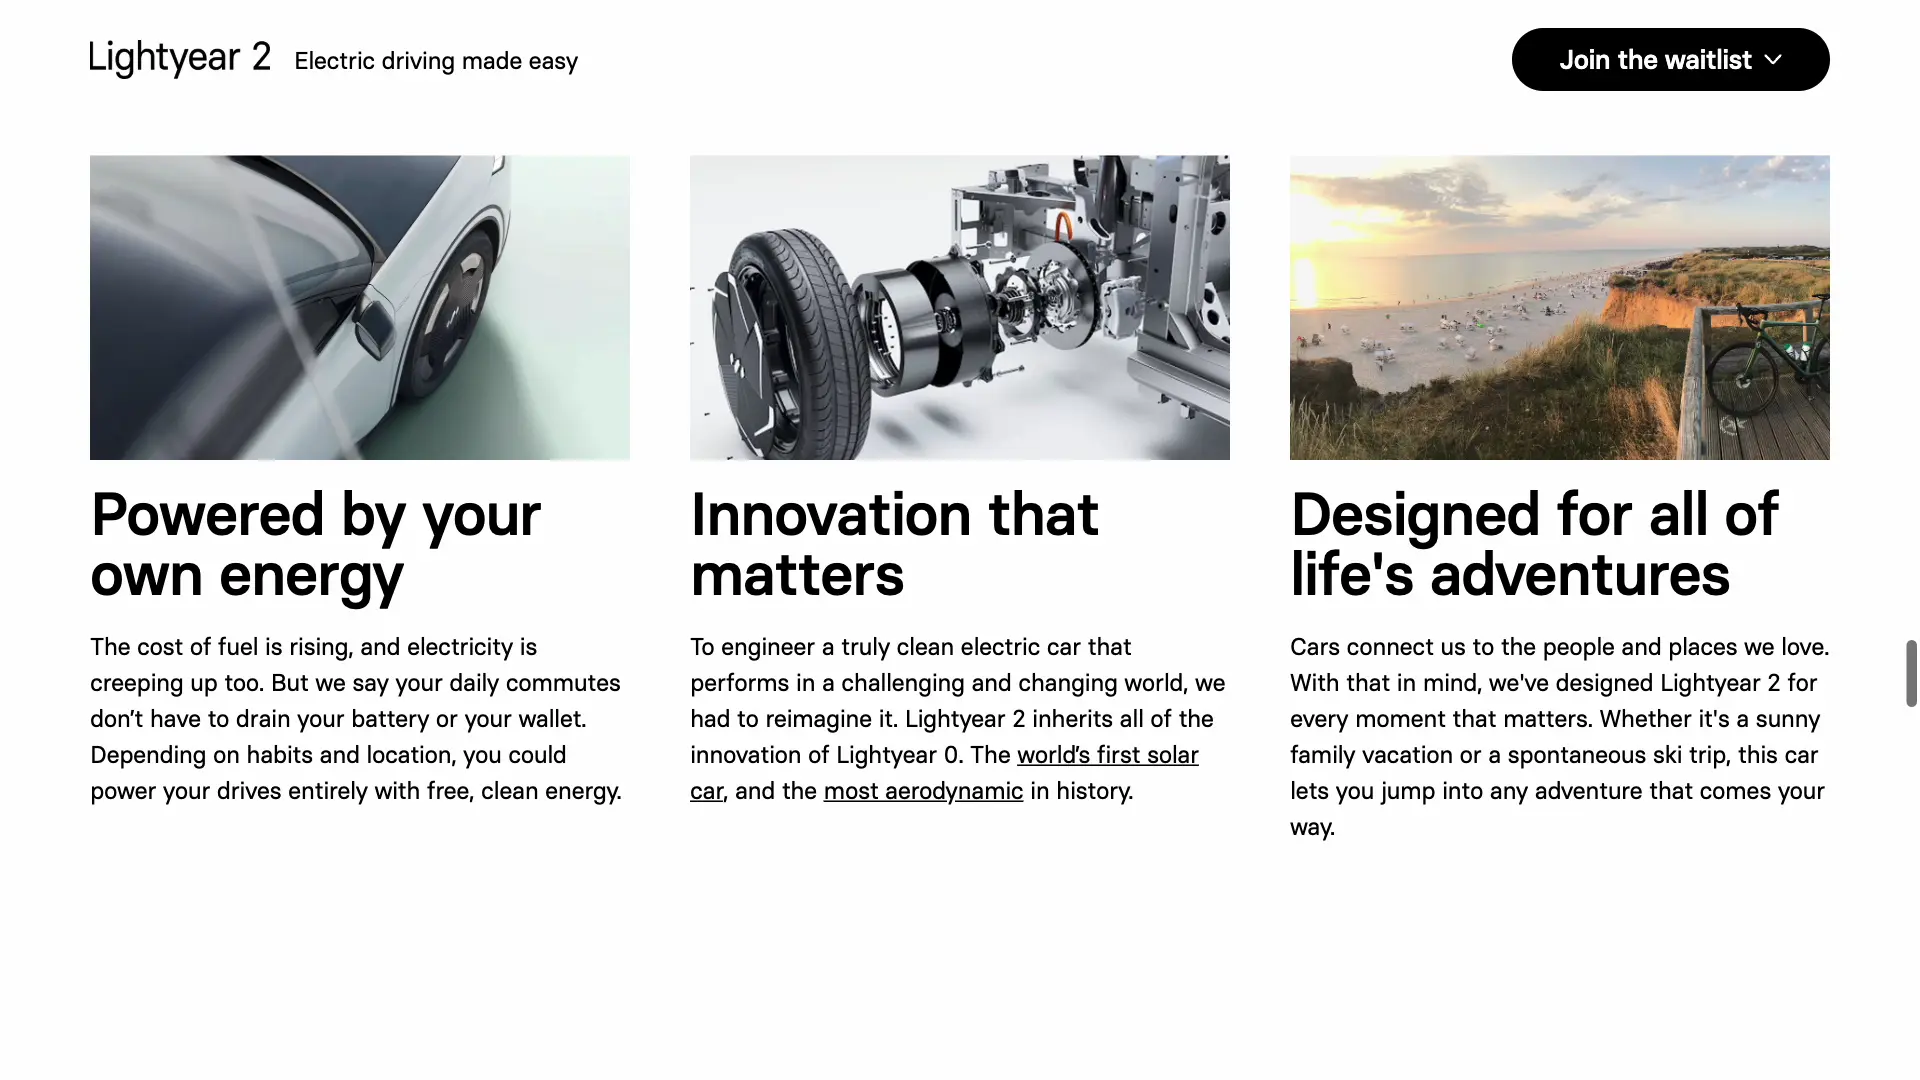 Lightyear 2 Electric driving made easy
Join the waitlist
Powered by your
own energy
The cost of fuel is rising, and electricity is
creeping up too. But we say your daily commutes
don’t have to drain your battery or your wallet.
Depending on habits and location, you could
power your drives entirely with free, clean energy.
Innovation that
matters
To engineer a truly clean electric car that
performs in a challenging and changing world, we
had to reimagine it. Lightyear 2 inherits all of the
innovation of Lightyear 0. The world’s first solar
car, and the most aerodynamic in history.
Designed for all of
life's adventures
Cars connect us to the people and places we love.
With that in mind, we've designed Lightyear 2 for
every moment that matters. Whether it's a sunny
family vacation or a spontaneous ski trip, this car
lets you jump into any adventure that comes your
way.